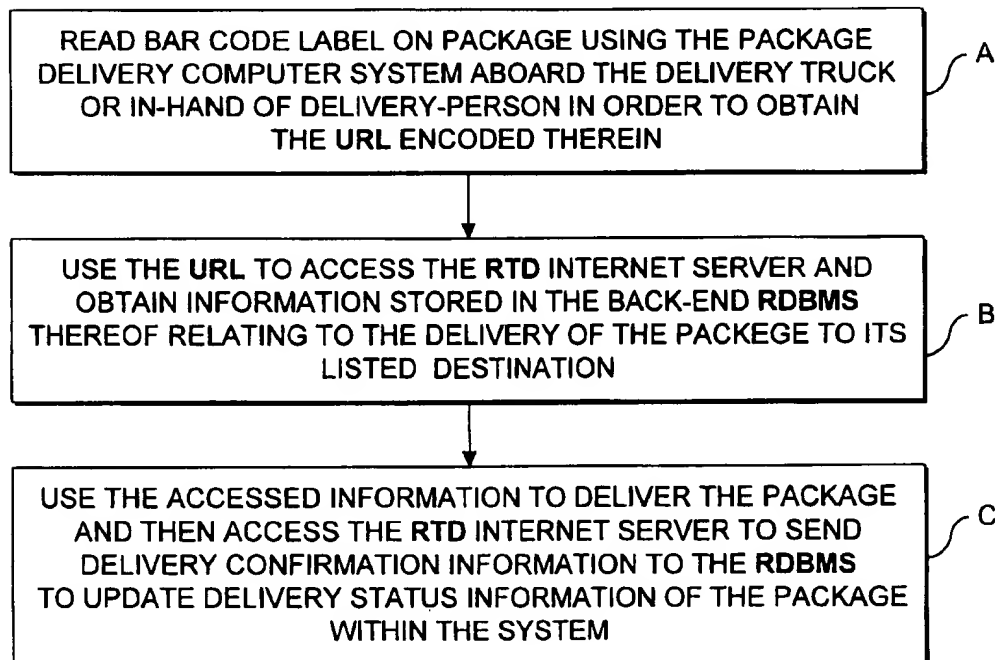 READ BAR CODE LABEL ON PACKAGE USING THE PACKAGE
DELIVERY COMPUTER SYSTEM ABOARD THE DELIVERY TRUCK
OR IN-HAND OF DELIVERY-PERSON IN ORDER TO OBTAIN
THE URL ENCODED THEREIN
A
USE THE URL TO ACCESS THE RTD INTERNET SERVER AND
OBTAIN INFORMATION STORED IN THE BACK-END RDBMS
THEREOF RELATING TO THE DELIVERY OF THE PACKEGE TO ITS
LISTED DESTINATION
B
USE THE ACCESSED INFORMATION TO DELIVER THE PACKAGE
AND THEN ACCESS THE RTD INTERNET SERVER TO SEND
DELIVERY CONFIRMATION INFORMATION TO THE RDBMS
TO UPDATE DELIVERY STATUS INFORMATION OF THE PACKAGE
WITHIN THE SYSTEM
C